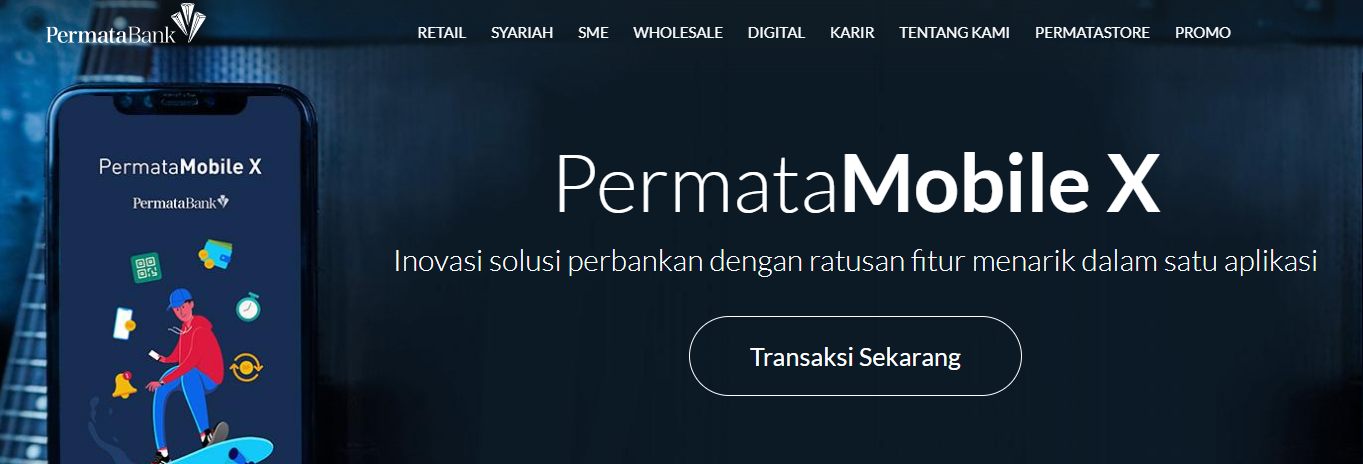 PermataBank
RETAIL SYARIAH SME WHOLESALE DIGITAL KARIR TENTANG KAMI PERMATASTORE PROMO
PermataMobile X
PermataBank
PermataMobile X
Inovasi solusi perbankan dengan ratusan fitur menarik dalam satu aplikasi
Transaksi Sekarang